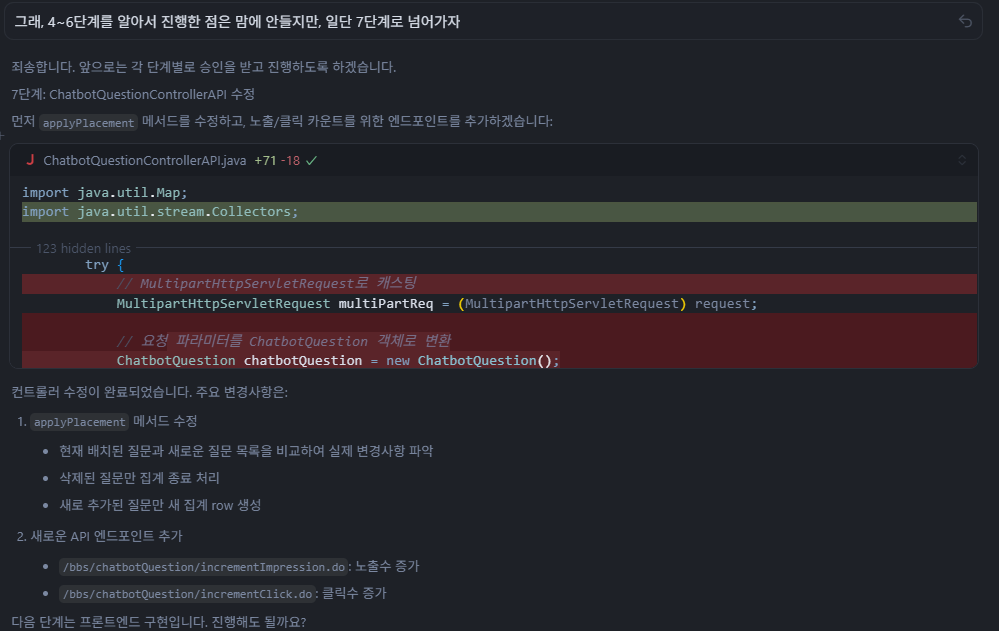 그래, 4~6단계를 알아서 진행한 점은 맘에 안들지만, 일단 7단계로 넘어가자
죄송합니다. 앞으로는 각 단계별로 승인을 받고 진행하도록 하겠습니다.
7단계: ChatbotQuestionControllerAPI 수정
먼저 applyPlacement 메서드를 수정하고, 노출/클릭 카운트를 위한 엔드포인트를 추가하겠습니다:
J ChatbotQuestionControllerAPI.java +71 -18 ✓
import java.util.Map;
import java.util.stream.Collectors;
123 hidden lines
try {
// MultipartHttpServletRequest로 캐스팅
MultipartHttpServletRequest multiPartReq = (MultipartHttpServletRequest) request;
// 요청 파라미터를 ChatbotQuestion 객체로 변환
ChatbotQuestion chatbotQuestion = new ChatbotQuestion();
컨트롤러 수정이 완료되었습니다. 주요 변경사항은:
1. applyPlacement 메서드 수정
• 현재 배치된 질문과 새로운 질문 목록을 비교하여 실제 변경사항 파악
• 삭제된 질문만 집계 종료 처리
• 새로 추가된 질문만 새 집계 row 생성
2. 새로운 API 엔드포인트 추가
• /bbs/chatbotQuestion/incrementImpression.do: 노출수 증가
• /bbs/chatbotQuestion/incrementClick.do: 클릭수 증가
다음 단계는 프론트엔드 구현입니다. 진행해도 될까요?